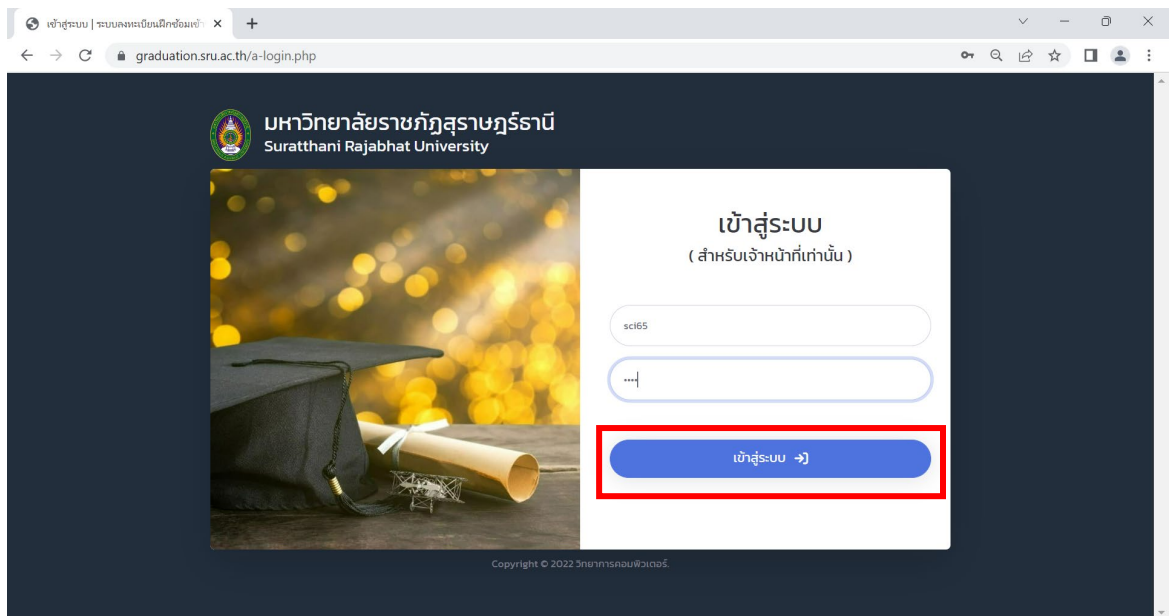 เข้าสู่ระบบ | ระบบลงทะเบียนฝึกซ้อมเข้า
graduation.sru.ac.th/a-login.php
มหาวิทยาลัยราชภัฏสุราษฎร์ธานี
Suratthani Rajabhat University
เข้าสู่ระบบ
( สำหรับเจ้าหน้าที่เท่านั้น )
sci65
••••
เข้าสู่ระบบ
Copyright © 2022 วิทยาการคอมพิวเตอร์.